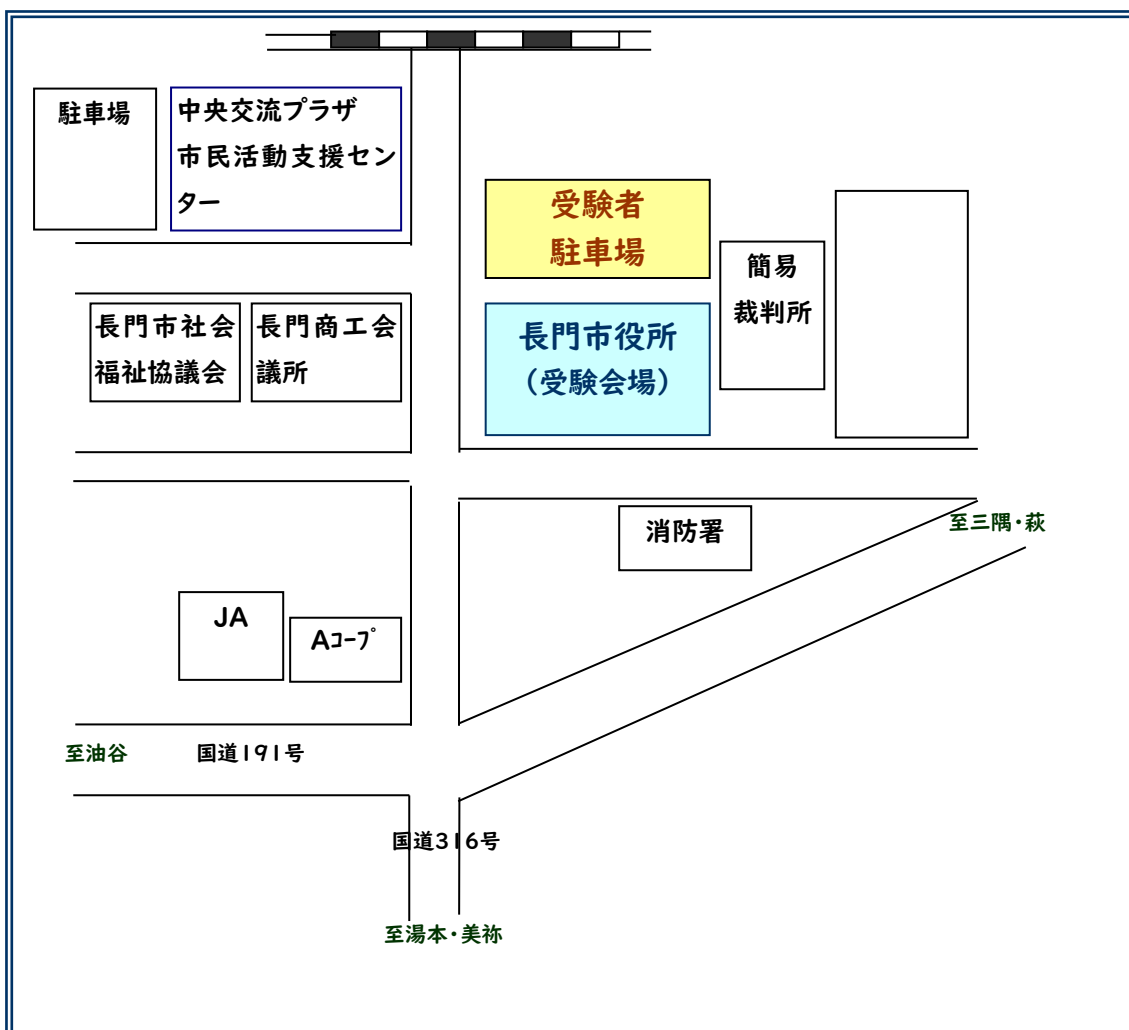 駐車場
中央交流プラザ
市民活動支援セン
ター
受験者
駐車場
簡易
裁判所
長門市社会
福祉協議会
長門商工会
議所
長門市役所
（受験会場）
消防署
至三隅・萩
JA
Aｺｰﾌﾟ
至油谷
国道191号
国道316号
至湯本・美祢